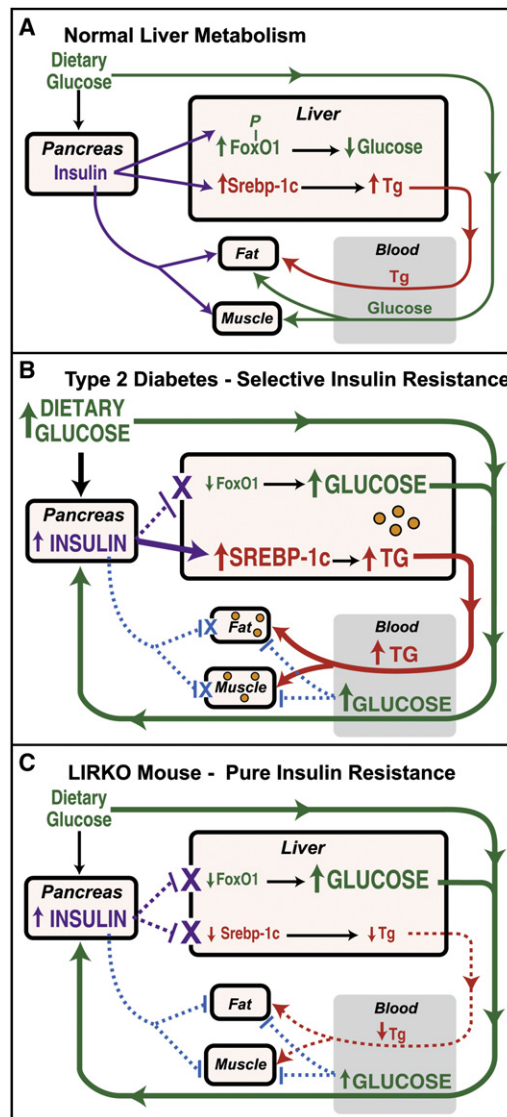 A
Normal Liver Metabolism
Dietary
Glucose
Pancreas
Insulin
Liver
P
↑FoxO1 → ↓Glucose
↑Srebp-1c → ↑Tg
Fat
Muscle
Blood
Tg
Glucose
B
Type 2 Diabetes - Selective Insulin Resistance
↑DIETARY
GLUCOSE
Pancreas
↑ INSULIN
X
↓FoxO1 → ↑GLUCOSE
↑SREBP-1c → ↑TG
X Fat
X Muscle
Blood
↑TG
↑GLUCOSE
C
LIRKO Mouse - Pure Insulin Resistance
Dietary
Glucose
Pancreas
↑ INSULIN
Liver
X ↓FoxO1 → ↑GLUCOSE
X ↓ Srebp-1c → ↓Tg
Fat
Muscle
Blood
↓Tg
↑GLUCOSE